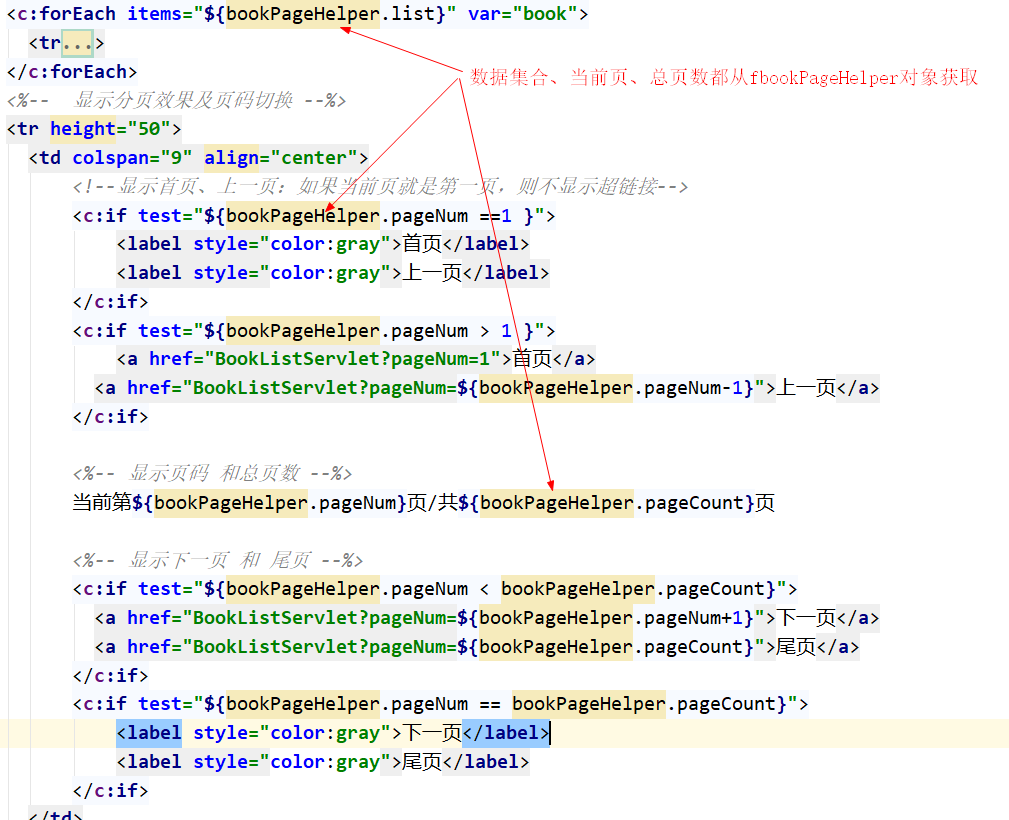 <c:forEach items="${bookPageHelper.list}" var="book">
<tr...>
</c:forEach>
数据集合、当前页、总页数都从fbookPageHelper对象获取
<%-- 显示分页效果及页码切换 --%>
<tr height="50">
<td colspan="9" align="center">
<!--显示首页、上一页：如果当前页就是第一页，则不显示超链接-->
<c:if test="${bookPageHelper.pageNum ==1 }">
<label style="color:gray">首页</label>
<label style="color:gray">上一页</label>
</c:if>
<c:if test="${bookPageHelper.pageNum > 1 }">
<a href="BookListServlet?pageNum=1">首页</a>
<a href="BookListServlet?pageNum=${bookPageHelper.pageNum-1}">上一页</a>
</c:if>
<%-- 显示页码 和总页数 --%>
当前第${bookPageHelper.pageNum}页/共${bookPageHelper.pageCount}页
<%-- 显示下一页 和 尾页 --%>
<c:if test="${bookPageHelper.pageNum < bookPageHelper.pageCount}">
<a href="BookListServlet?pageNum=${bookPageHelper.pageNum+1}">下一页</a>
<a href="BookListServlet?pageNum=${bookPageHelper.pageCount}">尾页</a>
</c:if>
<c:if test="${bookPageHelper.pageNum == bookPageHelper.pageCount}">
<label style="color:gray">下一页</label>
<label style="color:gray">尾页</label>
</c:if>
</td>